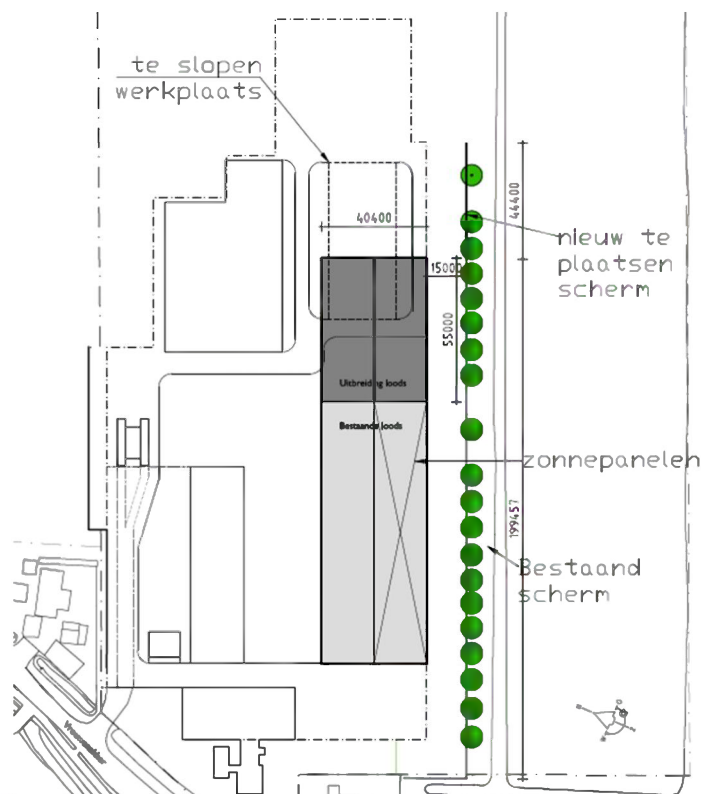 te slopen
werkplaats
40400
44400
nieuw te
plaatsen
scherm
15000
55000
Uitbreiding loods
Bestaande loods
zonnepanelen
199457
Bestaand
scherm